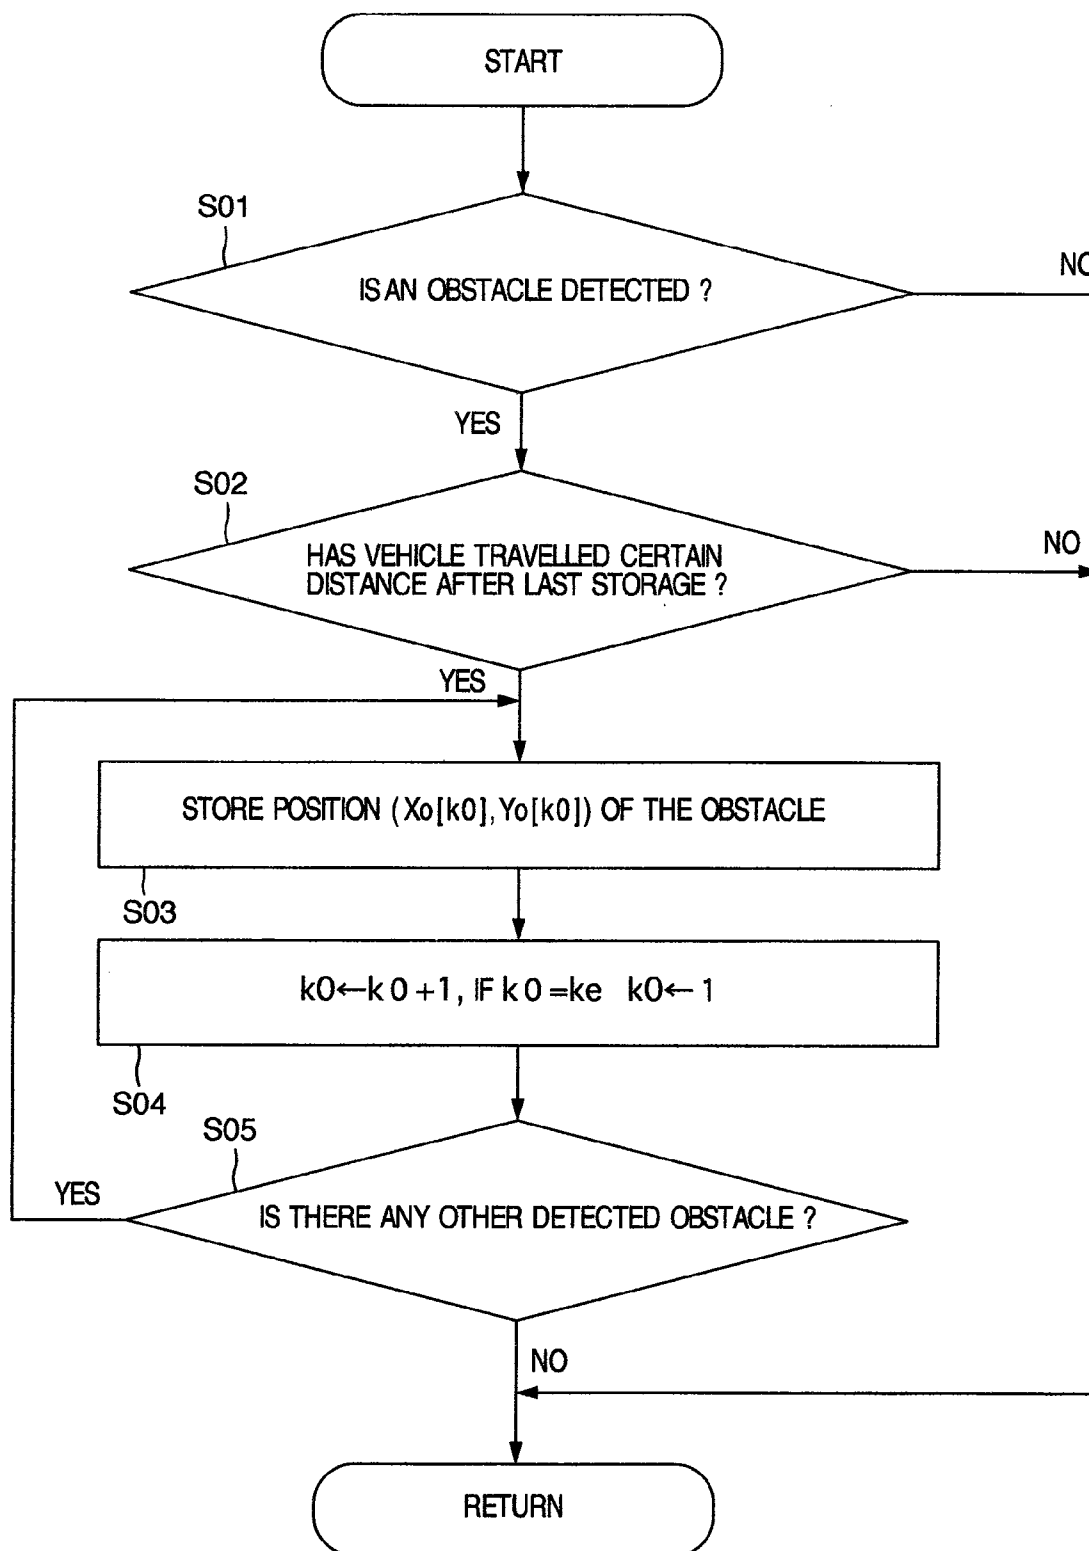 START
S01
IS AN OBSTACLE DETECTED ?
NO
YES
S02
HAS VEHICLE TRAVELLED CERTAIN
DISTANCE AFTER LAST STORAGE ?
NO
YES
STORE POSITION (Xo[k0],Yo[k0]) OF THE OBSTACLE
S03
k0←k0+1, IF k0=ke k0←1
S04
S05
YES
IS THERE ANY OTHER DETECTED OBSTACLE ?
NO
RETURN